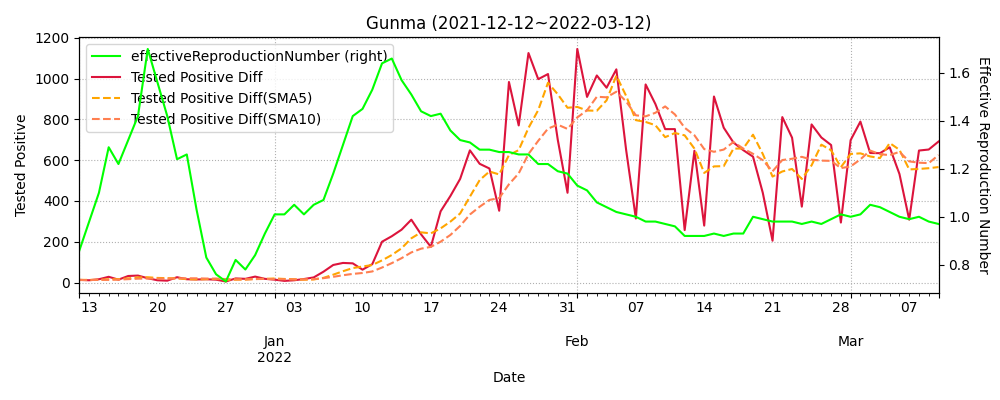 Gunma (2021-12-12~2022-03-12)
effectiveReproductionNumber (right)
Tested Positive Diff
Tested Positive Diff(SMA5)
Tested Positive Diff(SMA10)
Tested Positive
1200
1000
800
600
400
200
0
Effective Reproduction Number
1.6
1.4
1.2
1.0
0.8
13 20 27 03 10 17 24 31 07 14 21 28 07
Jan Feb Mar
2022
Date